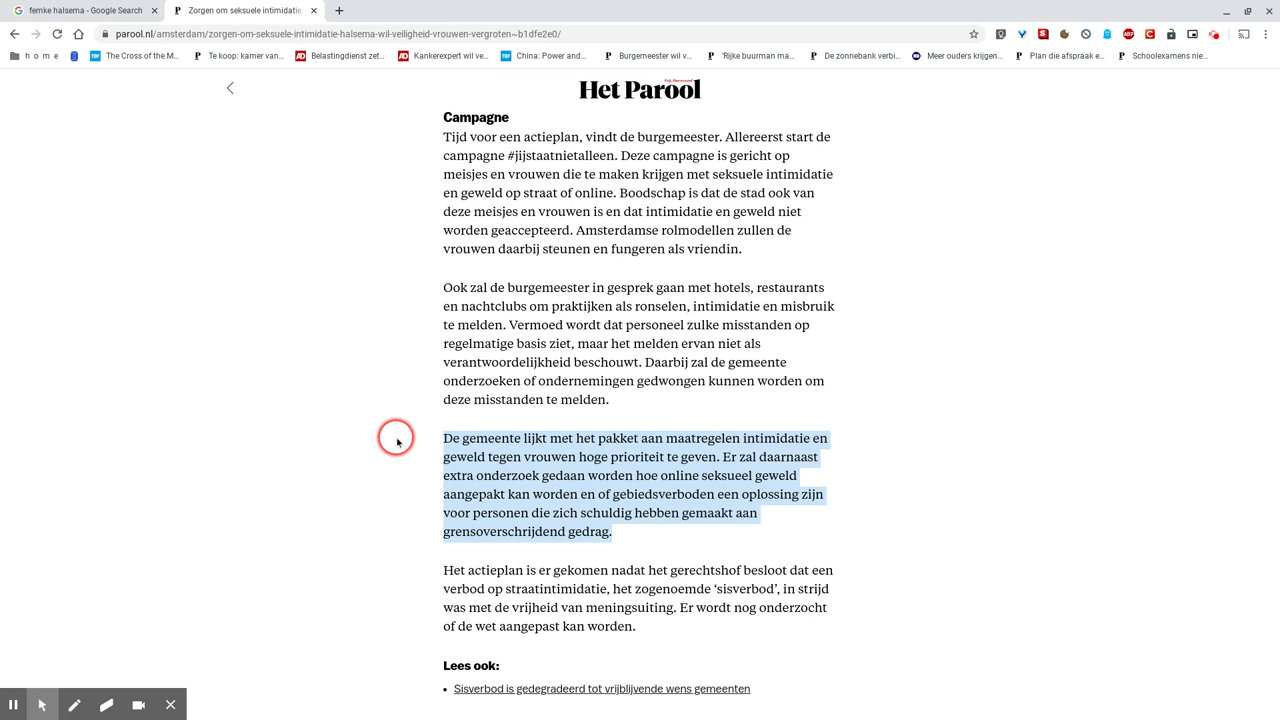 femke halsema - Google Search
Zorgen om seksuele intimidatie
parool.nl/amsterdam/zorgen-om-seksuele-intimidatie-halsema-wil-veiligheid-vrouwen-vergroten~b1dfe2e0/
h o m e
The Cross of the M...
Te koop: kamer van...
Belastingdienst zet...
Kankerexpert wil ve...
China: Power and...
Burgemeester wil v...
'Rijke buurman ma...
De zonnebank verbi...
Meer ouders krijgen...
Plan die afspraak e...
Schoolexamens nie...
Het Parool
Campagne
Tijd voor een actieplan, vindt de burgemeester. Allereerst start de
campagne #jijstaatnietalleen. Deze campagne is gericht op
meisjes en vrouwen die te maken krijgen met seksuele intimidatie
en geweld op straat of online. Boodschap is dat de stad ook van
deze meisjes en vrouwen is en dat intimidatie en geweld niet
worden geaccepteerd. Amsterdamse rolmodellen zullen de
vrouwen daarbij steunen en fungeren als vriendin.
Ook zal de burgemeester in gesprek gaan met hotels, restaurants
en nachtclubs om praktijken als ronselen, intimidatie en misbruik
te melden. Vermoed wordt dat personeel zulke misstanden op
regelmatige basis ziet, maar het melden ervan niet als
verantwoordelijkheid beschouwt. Daarbij zal de gemeente
onderzoeken of ondernemingen gedwongen kunnen worden om
deze misstanden te melden.
De gemeente lijkt met het pakket aan maatregelen intimidatie en
geweld tegen vrouwen hoge prioriteit te geven. Er zal daarnaast
extra onderzoek gedaan worden hoe online seksueel geweld
aangepakt kan worden en of gebiedsverboden een oplossing zijn
voor personen die zich schuldig hebben gemaakt aan
grensoverschrijdend gedrag.
Het actieplan is er gekomen nadat het gerechtshof besloot dat een
verbod op straatintimidatie, het zogenoemde ‘sisverbod’, in strijd
was met de vrijheid van meningsuiting. Er wordt nog onderzocht
of de wet aangepast kan worden.
Lees ook:
• Sisverbod is gedegradeerd tot vrijblijvende wens gemeenten